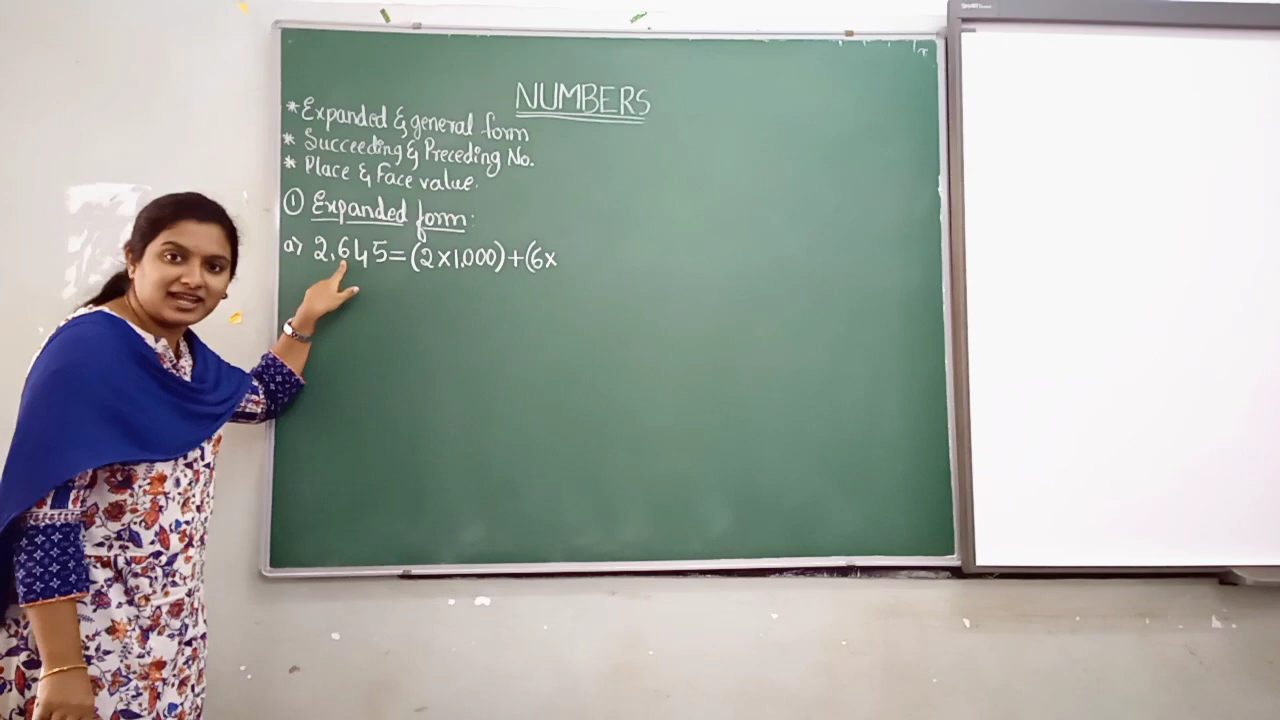 NUMBERS
* Expanded & general form
* Succeeding & Preceding No.
* Place & Face value.
① Expanded form:
a) 2,645=(2×1,000)+(6×